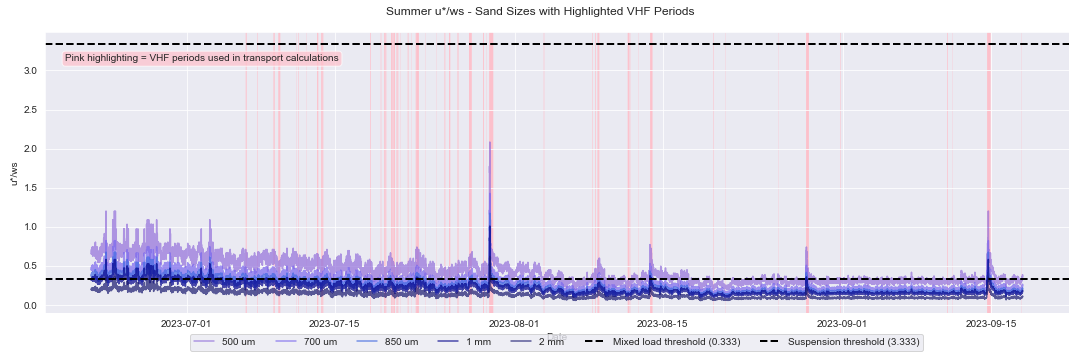 Summer u*/ws - Sand Sizes with Highlighted VHF Periods
Pink highlighting = VHF periods used in transport calculations
u*/ws
3.0
2.5
2.0
1.5
1.0
0.5
0.0
2023-07-01 2023-07-15 2023-08-01 2023-08-15 2023-09-01 2023-09-15
Date
500 um 700 um 850 um 1 mm 2 mm Mixed load threshold (0.333) Suspension threshold (3.333)